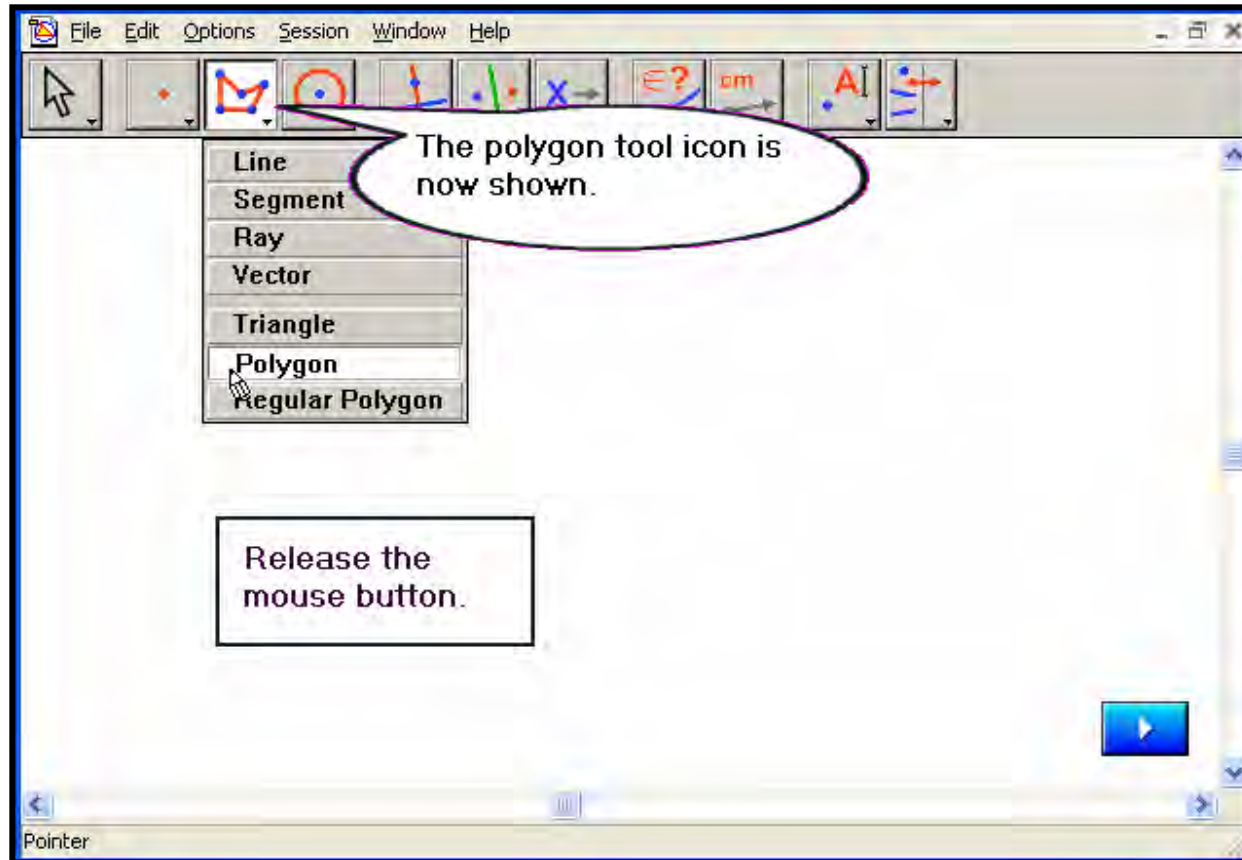 File Edit Options Session Window Help
∈? cm A
X
The polygon tool icon is
now shown.
Line
Segment
Ray
Vector
Triangle
Polygon
Regular Polygon
Release the
mouse button.
Pointer